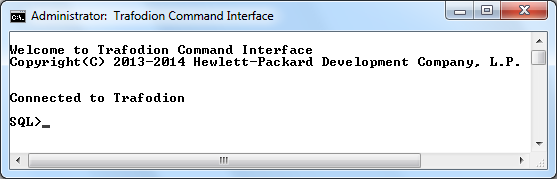 Administrator: Trafodion Command Interface
Welcome to Trafodion Command Interface
Copyright(C) 2013-2014 Hewlett-Packard Development Company, L.P.
Connected to Trafodion
SQL>_